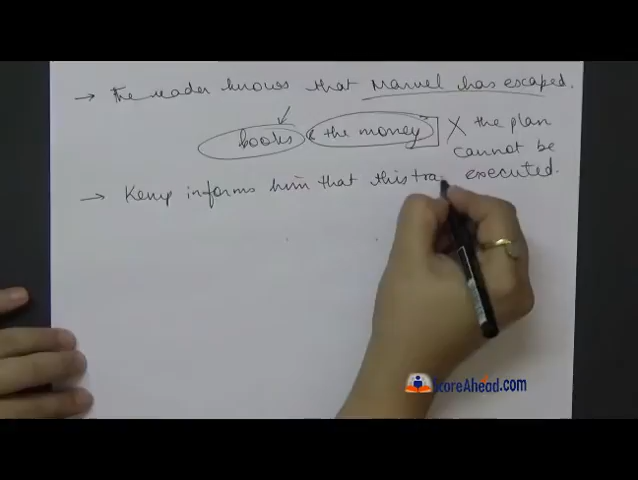 → The reader knows that Marvel has escaped.
books & the money X the plan
cannot be
executed.
→ Kemp informs him that this tra
ScoreAhead.com